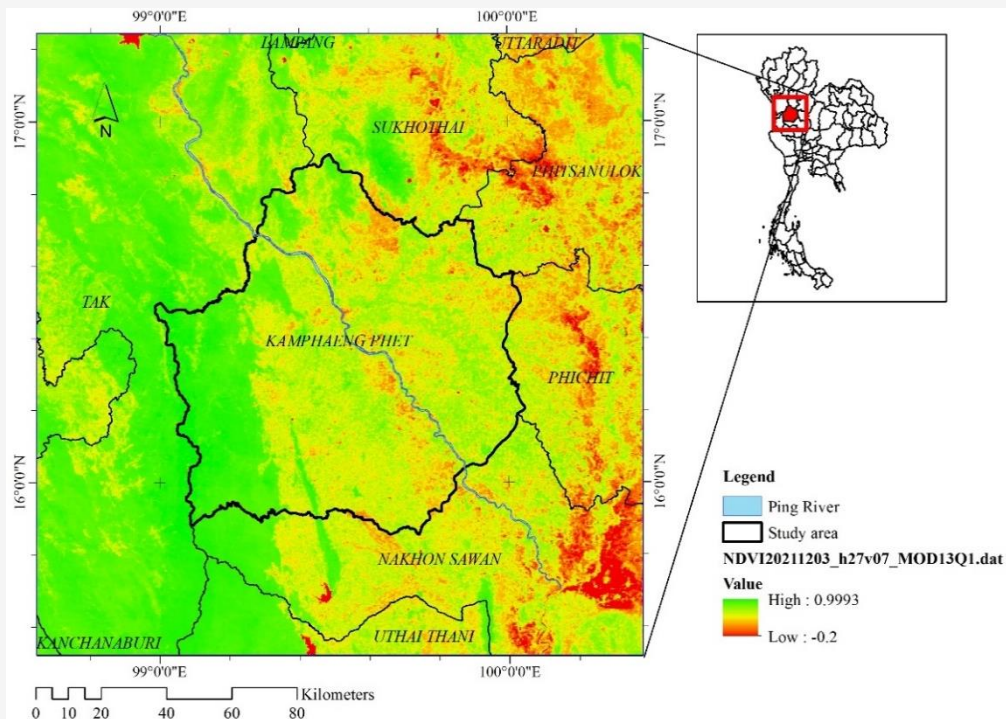 99°0'0"E 100°0'0"E
LAMPANG UTTARADIT
17°0'0"N 17°0'0"N
N
SUKHOTHAI
PHITSANULOK
TAK
KAMPHAENG PHET
PHICHIT
16°0'0"N 16°0'0"N
NAKHON SAWAN
KANCHANABURI
UTHAI THANI
99°0'0"E 100°0'0"E
Kilometers
0 10 20 40 60 80
Legend
Ping River
Study area
NDVI20211203_h27v07_MOD13Q1.dat
Value
High : 0.9993
Low : -0.2